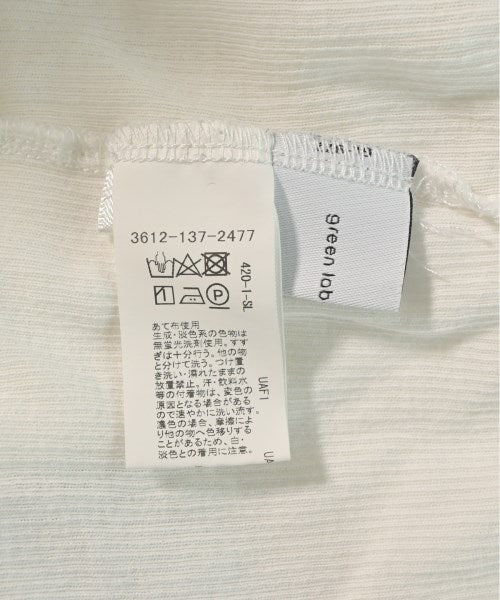 3612-137-2477
420-I-SL
1
P
あて布使用
生成・淡色系の色物は
無蛍光洗剤使用。すす
ぎは十分行う。他の物
と分けて洗う。つけ置
き洗い・濡れたままの
放置禁止。汗・飲料水
等の付着物は、変色の
原因となる場合がある
ので速やかに洗い流す。
濃色の場合、摩擦によ
り他の物へ色移りする
ことがあるため、白・
淡色との着用に注意。
UAF1
UA
green lab